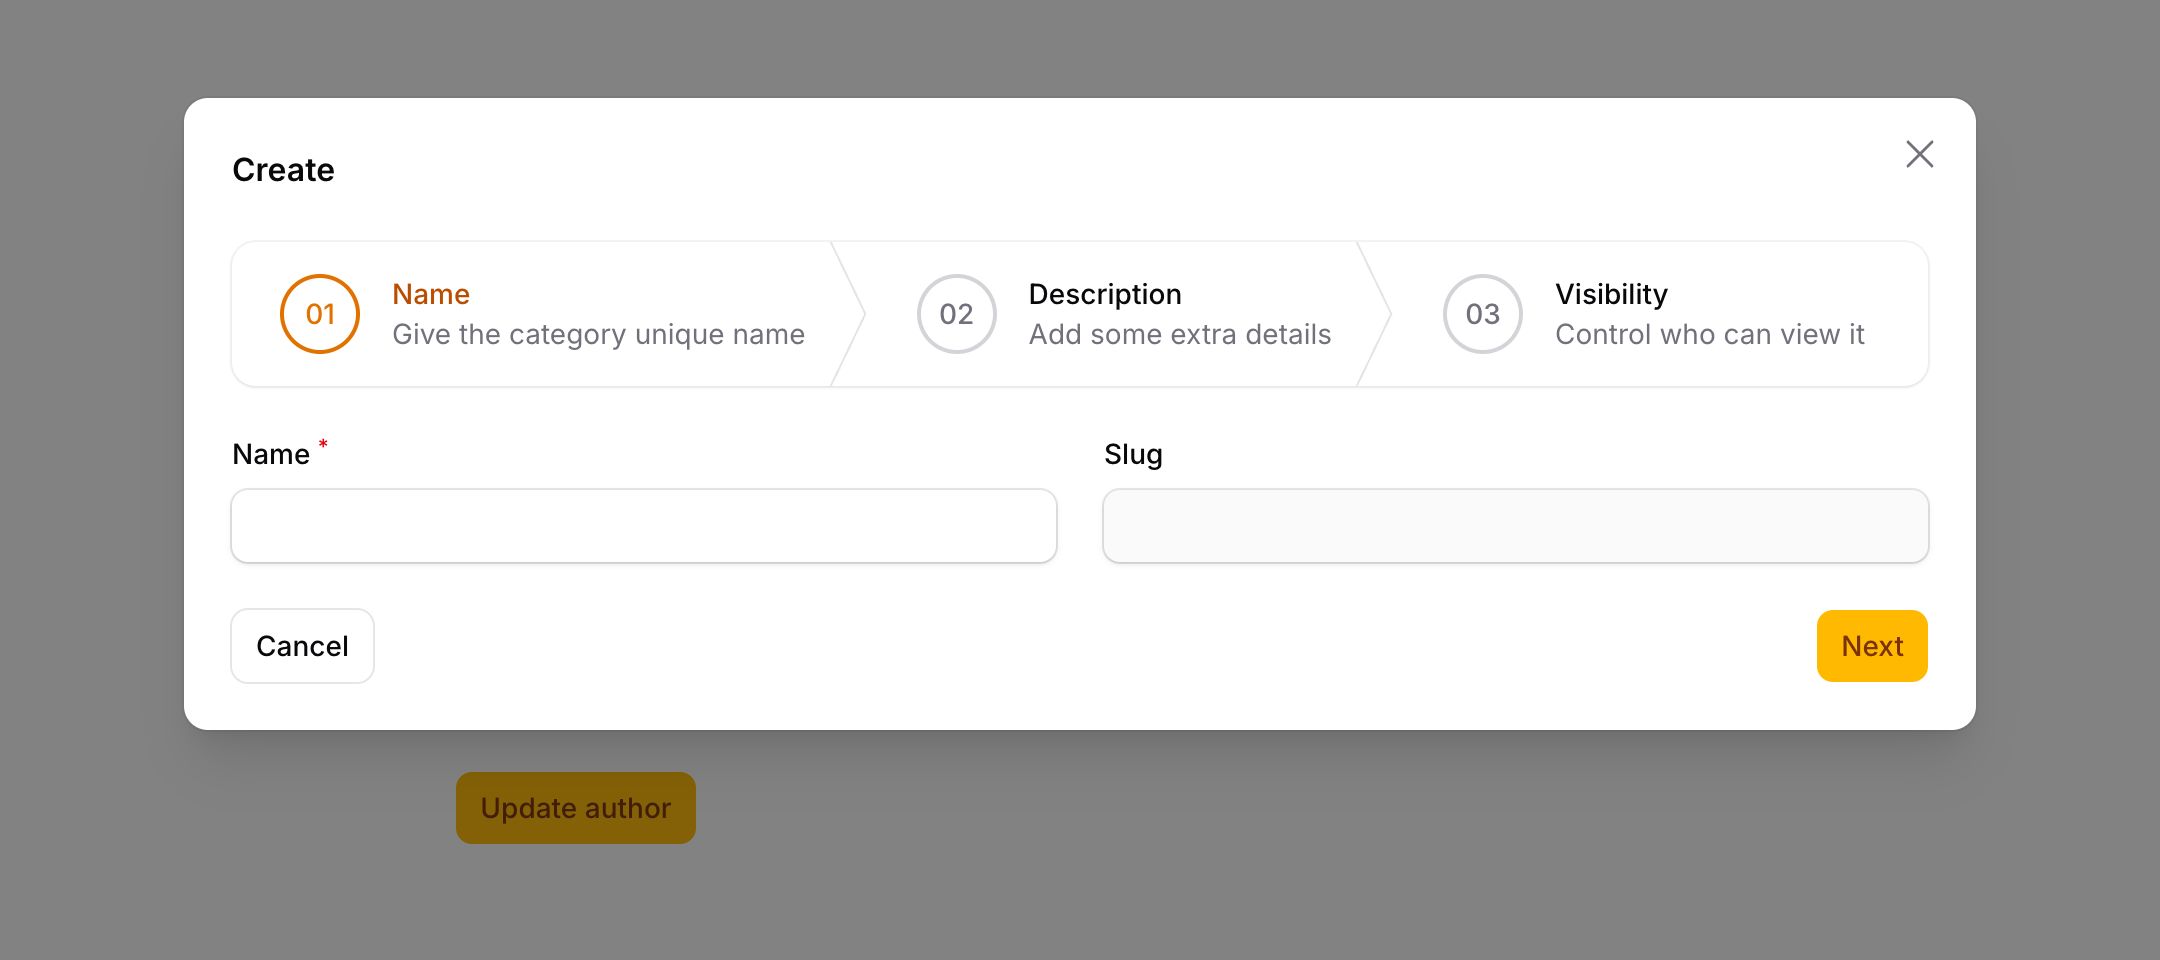 Create
01
Name
Give the category unique name
02
Description
Add some extra details
03
Visibility
Control who can view it
Name *
Slug
Cancel
Next
Update author